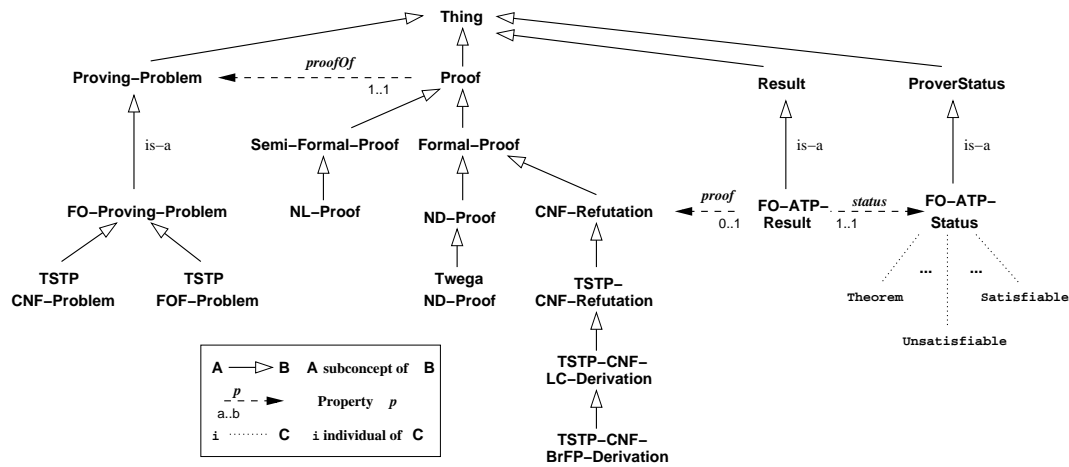 Thing
Proving–Problem
proofOf
1..1
Proof
Result
ProverStatus
is–a
Semi–Formal–Proof
Formal–Proof
is–a
is–a
FO–Proving–Problem
NL–Proof
ND–Proof
CNF–Refutation
proof
0..1
FO–ATP–
Result
status
1..1
FO–ATP–
Status
TSTP
CNF–Problem
TSTP
FOF–Problem
Twega
ND–Proof
TSTP–
CNF–Refutation
... ...
Theorem
Satisfiable
Unsatisfiable
TSTP–CNF–
LC–Derivation
TSTP–CNF–
BrFP–Derivation
A B A subconcept of B
p
a..b
Property p
i C i individual of C